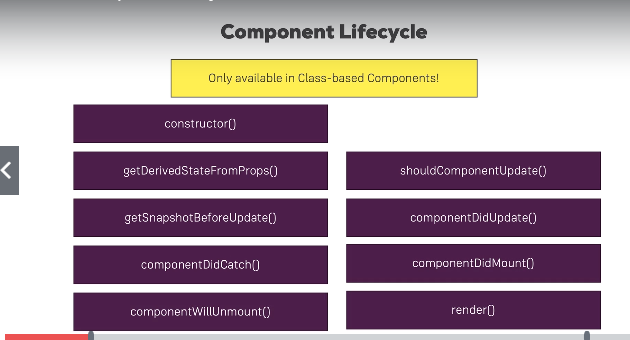 Component Lifecycle
Only available in Class-based Components!
constructor()
getDerivedStateFromProps()
shouldComponentUpdate()
getSnapshotBeforeUpdate()
componentDidUpdate()
componentDidCatch()
componentDidMount()
componentWillUnmount()
render()